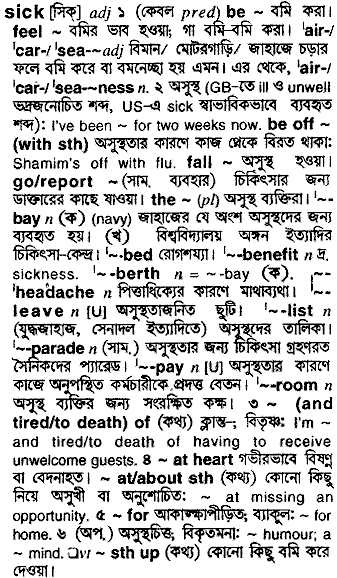 sick [সিক্] adj ১ (কেবল pred) be ~ বমি করা।
feel ~ বমির ভাব হওয়া; গা বমি-বমি করা। ˈair-/
ˈcar-/ ˈsea-~adj বিমান/ মোটরগাড়ি/ জাহাজে চড়ার
ফলে বমি করে বা বমনেচ্ছা হয় এমন। এর থেকে, ˈair-/
ˈcar-/ ˈsea-~ness n. ২ অসুস্থ (GB-তে ill ও unwell
ভদ্রজনোচিত শব্দ, US-এ sick স্বাভাবিকভাবে ব্যবহৃত
শব্দ): I've been ~ for two weeks now. be off ~
(with sth) অসুস্থতার কারণে কাজ থেকে বিরত থাকা:
Shamim's off with flu. fall ~ অসুস্থ হওয়া।
go/report ~ (সাম. ব্যবহার) চিকিৎসার জন্য
ডাক্তারের কাছে যাওয়া। the ~ (pl) অসুস্থ ব্যক্তিরা। ˈ~-
bay n (ক) (navy) জাহাজের যে অংশ অসুস্থদের জন্য
ব্যবহৃত হয়। (খ) বিশ্ববিদ্যালয় অঙ্গন ইত্যাদির
চিকিৎসা-কেন্দ্র। ˈ~-bed রোগশয্যা। ˈ~-benefit n দ্র.
sickness. ˈ~-berth n = ~-bay (ক). ˈ~-
ˈheadache n পিত্তাধিক্যের কারণে মাথাব্যথা। ˈ~-
leave n [U] অসুস্থতাজনিত ছুটি। ˈ~-list n
(যুদ্ধজাহাজ, সেনাদল ইত্যাদিতে) অসুস্থদের তালিকা।
ˈ~-parade n (সাম.) অসুস্থতার জন্য চিকিৎসা গ্রহণরত
সৈনিকদের প্যারেড। ˈ~-pay n [U] অসুস্থতার কারণে
কাজে অনুপস্থিত কর্মচারীকে প্রদত্ত বেতন। ˈ~-room n
অসুস্থ ব্যক্তির জন্য সংরক্ষিত কক্ষ। ৩ ~ (and
tired/to death) of (কথ্য) ক্লান্ত-; বিতৃষ্ণ: I'm ~
and tired/to death of having to receive
unwelcome guests. ৪ ~ at heart গভীরভাবে বিষণ্ন
বা বেদনাহত। ~ at/about sth (কথ্য) কোনো কিছু
নিয়ে অসুখী বা অনুশোচিত: ~ at missing an
opportunity. ৫ ~ for আকাঙ্ক্ষাপীড়িত; ব্যাকুল: ~ for
home. ৬ (অপ.) অসুস্থচিত্ত; বিকৃতমনা: ~ humour; a
~ mind. □vt ~ sth up (কথ্য) কোনো কিছু বমি করে
দেওয়া।